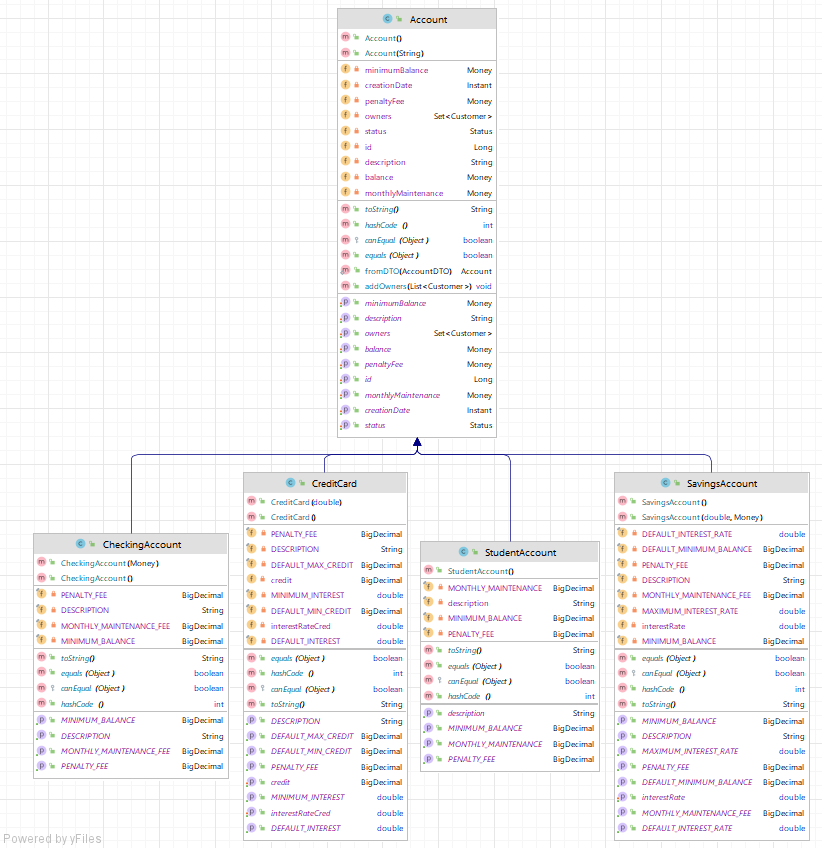 Account
Account()
Account(String)
minimumBalance Money
creationDate Instant
penaltyFee Money
owners Set<Customer>
status Status
id Long
description String
balance Money
monthlyMaintenance Money
toString() String
hashCode () int
canEqual (Object) boolean
equals (Object) boolean
fromDTO(AccountDTO) Account
addOwners(List<Customer>) void
minimumBalance Money
description String
owners Set<Customer>
balance Money
penaltyFee Money
id Long
monthlyMaintenance Money
creationDate Instant
status Status
CheckingAccount
CheckingAccount(Money)
CheckingAccount()
PENALTY_FEE BigDecimal
DESCRIPTION String
MONTHLY_MAINTENANCE_FEE BigDecimal
MINIMUM_BALANCE BigDecimal
toString() String
equals (Object) boolean
canEqual (Object) boolean
hashCode () int
MINIMUM_BALANCE BigDecimal
DESCRIPTION String
MONTHLY_MAINTENANCE_FEE BigDecimal
PENALTY_FEE BigDecimal
CreditCard
CreditCard(double)
CreditCard()
PENALTY_FEE BigDecimal
DESCRIPTION String
DEFAULT_MAX_CREDIT BigDecimal
credit BigDecimal
MINIMUM_INTEREST double
DEFAULT_MIN_CREDIT BigDecimal
interestRateCred double
DEFAULT_INTEREST double
equals (Object) boolean
hashCode () int
canEqual (Object) boolean
toString() String
DESCRIPTION String
DEFAULT_MAX_CREDIT BigDecimal
DEFAULT_MIN_CREDIT BigDecimal
PENALTY_FEE BigDecimal
credit BigDecimal
MINIMUM_INTEREST double
interestRateCred double
DEFAULT_INTEREST double
StudentAccount
StudentAccount()
MONTHLY_MAINTENANCE BigDecimal
description String
MINIMUM_BALANCE BigDecimal
PENALTY_FEE BigDecimal
toString() String
equals (Object) boolean
canEqual (Object) boolean
hashCode () int
description String
MINIMUM_BALANCE BigDecimal
MONTHLY_MAINTENANCE BigDecimal
PENALTY_FEE BigDecimal
SavingsAccount
SavingsAccount()
SavingsAccount(double, Money)
DEFAULT_INTEREST_RATE double
DEFAULT_MINIMUM_BALANCE BigDecimal
PENALTY_FEE BigDecimal
DESCRIPTION String
MONTHLY_MAINTENANCE_FEE BigDecimal
MAXIMUM_INTEREST_RATE double
interestRate double
MINIMUM_BALANCE BigDecimal
equals (Object) boolean
canEqual (Object) boolean
hashCode () int
toString() String
MINIMUM_BALANCE BigDecimal
DESCRIPTION String
MAXIMUM_INTEREST_RATE double
PENALTY_FEE BigDecimal
DEFAULT_MINIMUM_BALANCE BigDecimal
interestRate double
MONTHLY_MAINTENANCE_FEE BigDecimal
DEFAULT_INTEREST_RATE double
Powered by yFiles